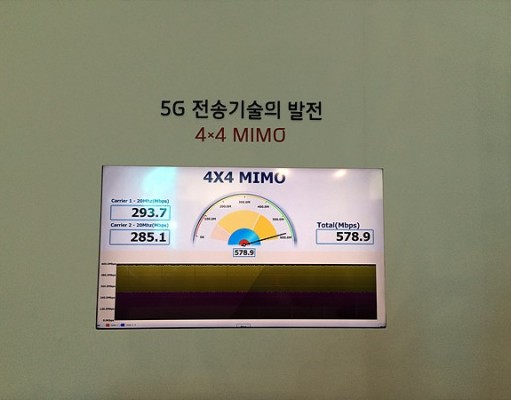 5G 전송기술의 발전
4×4 MIMO
4X4 MIMO
Carrier 1 - 20Mhz(Mbps)
293.7
Carrier 2 - 20Mhz(Mbps)
285.1
Total(Mbps)
578.9
578.9